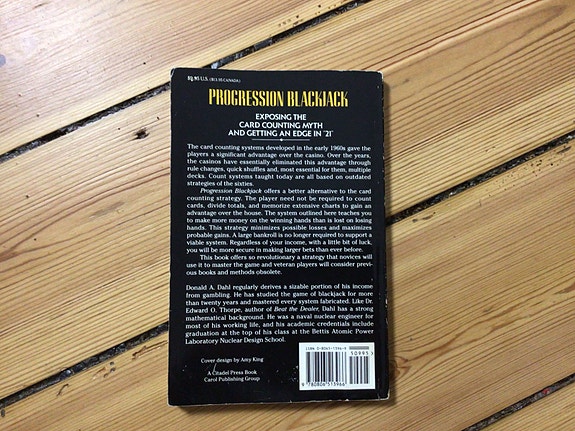 $9.95 U.S. ($13.95 CANADA)
PROGRESSION BLACKJACK
EXPOSING THE
CARD COUNTING MYTH
AND GETTING AN EDGE IN "21"
The card counting systems developed in the early 1960s gave the
players a significant advantage over the casino. Over the years,
the casinos have essentially eliminated this advantage through
rule changes, quick shuffles and, most essential for them, multiple
decks. Count systems taught today are all based on outdated
strategies of the sixties.
Progression Blackjack offers a better alternative to the card
counting strategy. The player need not be required to count
cards, divide totals, and memorize extensive charts to gain an
advantage over the house. The system outlined here teaches you
to make more money on the winning hands than is lost on losing
hands. This strategy minimizes possible losses and maximizes
probable gains. A large bankroll is no longer required to support a
viable system. Regardless of your income, with a little bit of luck,
you will be more secure in making larger bets than ever before.
This book offers so revolutionary a strategy that novices will
use it to master the game and veteran players will consider previ-
ous books and methods obsolete.
Donald A. Dahl regularly derives a sizable portion of his income
from gambling. He has studied the game of blackjack for more
than twenty years and mastered every system fabricated. Like Dr.
Edward O. Thorpe, author of Beat the Dealer, Dahl has a strong
mathematical background. He was a naval nuclear engineer for
most of his working life, and his academic credentials include
graduation at the top of his class at the Bettis Atomic Power
Laboratory Nuclear Design School.
Cover design by Amy King
A Citadel Press Book
Carol Publishing Group
ISBN 0-8065-1396-6
50995
9 780806 513966